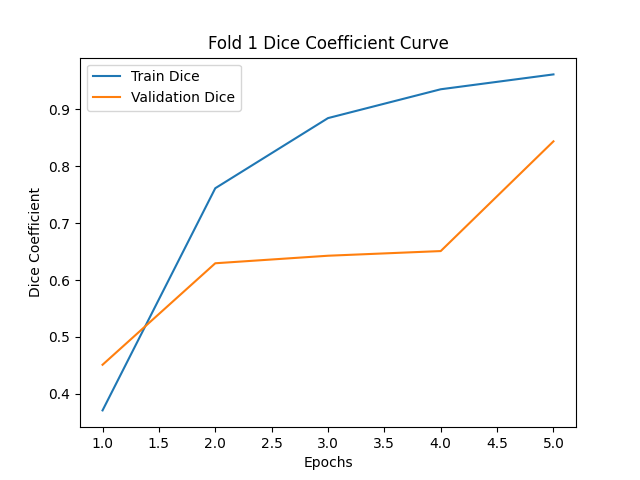 Fold 1 Dice Coefficient Curve
Train Dice
Validation Dice
Dice Coefficient
0.9
0.8
0.7
0.6
0.5
0.4
1.0 1.5 2.0 2.5 3.0 3.5 4.0 4.5 5.0
Epochs